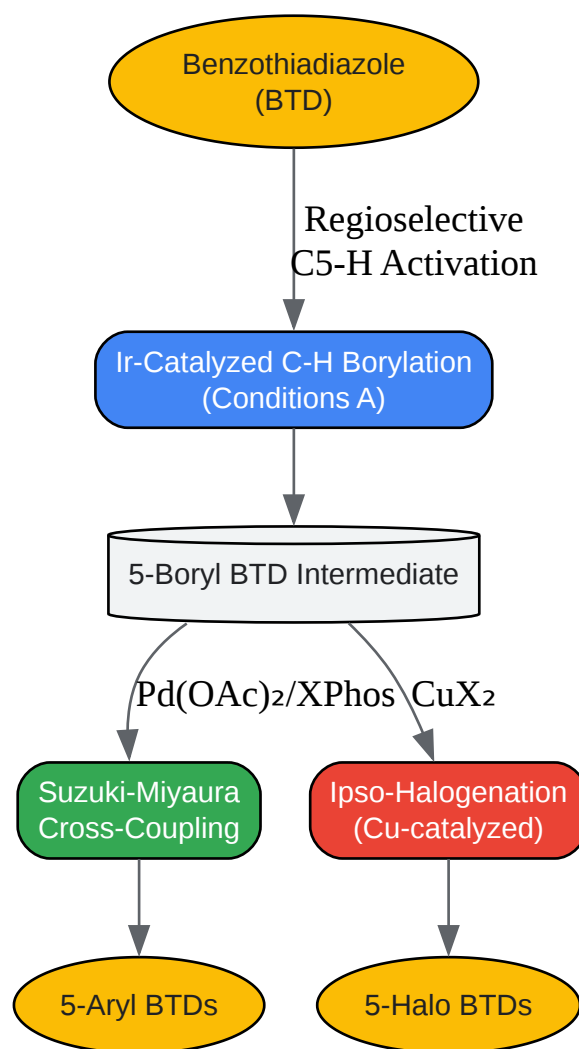 Benzothiadiazole
(BTD)
Regioselective
C5-H Activation
Ir-Catalyzed C-H Borylation
(Conditions A)
5-Boryl BTD Intermediate
Pd(OAc)₂/XPhos
CuX₂
Suzuki-Miyaura
Cross-Coupling
Ipso-Halogenation
(Cu-catalyzed)
5-Aryl BTDs
5-Halo BTDs